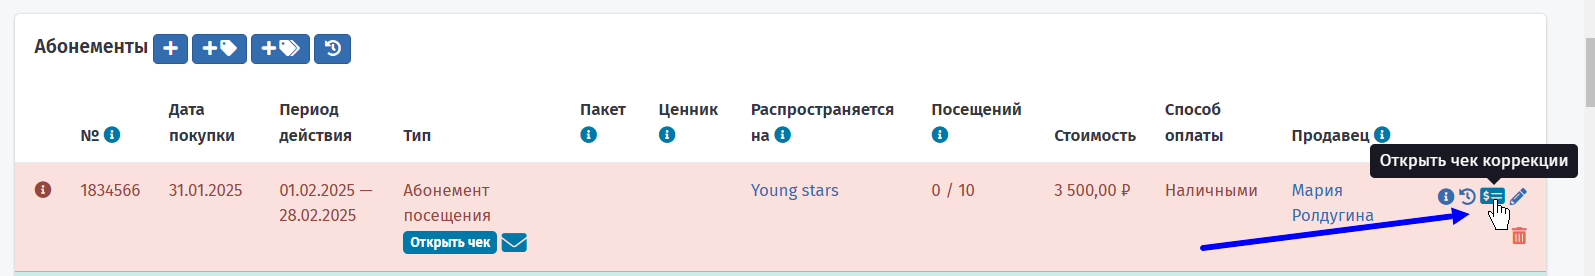 Абонементы
Дата Период Пакет Ценник Распространяется Посещений Способ
№ покупки действия Тип на Стоимость оплаты Продавец
Открыть чек коррекции
1834566 31.01.2025 01.02.2025 — Абонемент Young stars 0 / 10 3 500,00 ₽ Наличными Мария
28.02.2025 посещения Ролдугина
Открыть чек